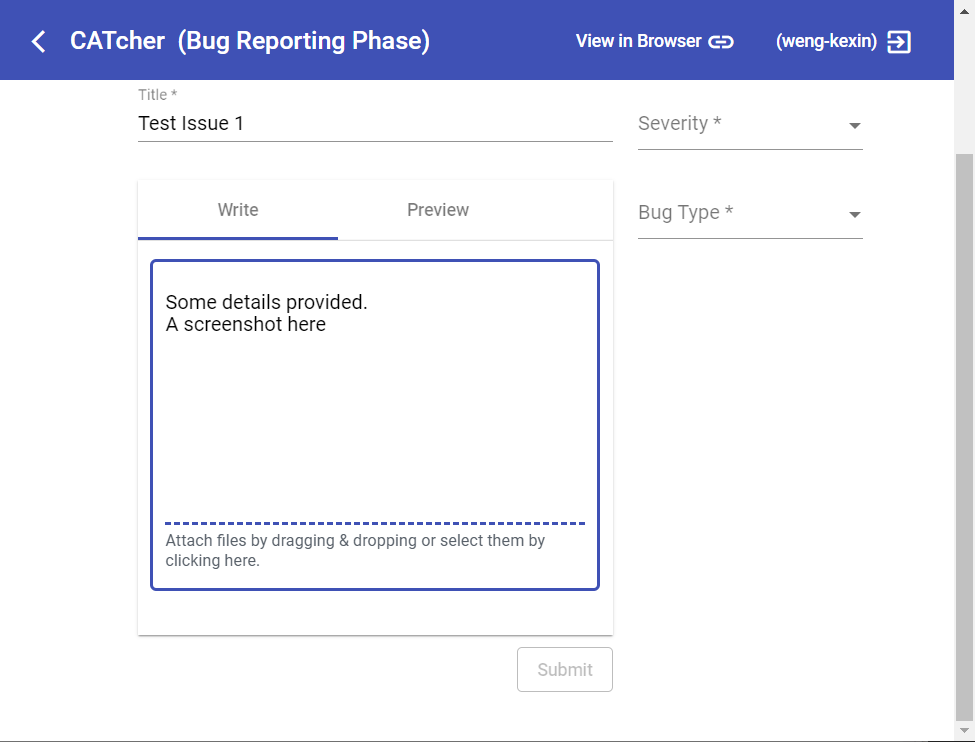 CATcher (Bug Reporting Phase)
View in Browser
(weng-kexin)
Title *
Test Issue 1
Severity *
Write
Preview
Bug Type *
Some details provided.
A screenshot here
Attach files by dragging & dropping or select them by
clicking here.
Submit